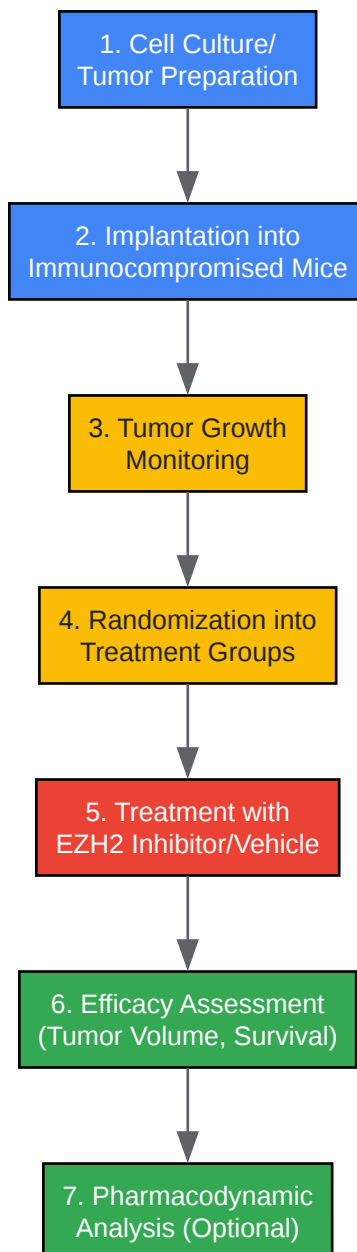 1. Cell Culture/
Tumor Preparation
2. Implantation into
Immunocompromised Mice
3. Tumor Growth
Monitoring
4. Randomization into
Treatment Groups
5. Treatment with
EZH2 Inhibitor/Vehicle
6. Efficacy Assessment
(Tumor Volume, Survival)
7. Pharmacodynamic
Analysis (Optional)